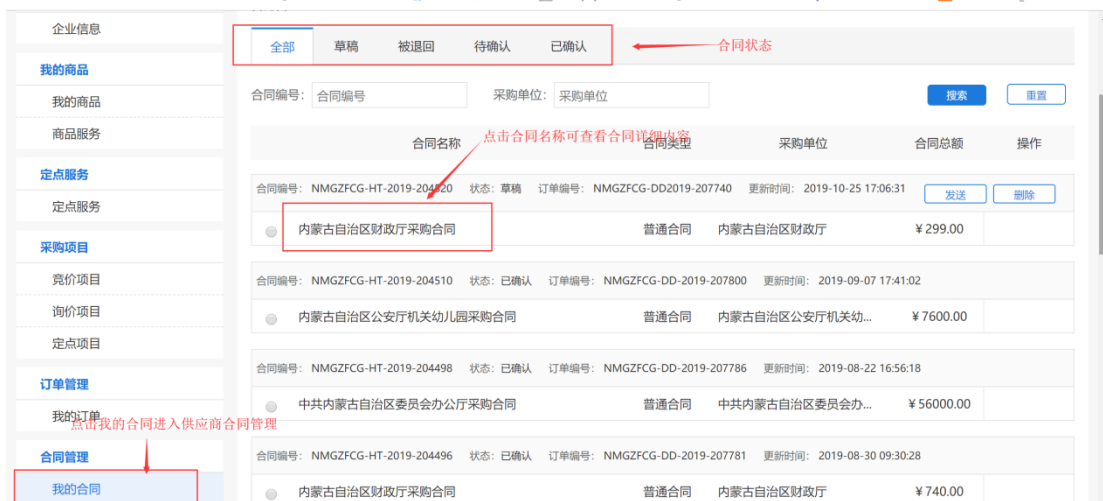 企业信息
我的商品
我的商品
商品服务
定点服务
定点服务
采购项目
竞价项目
询价项目
定点项目
订单管理
我的订单
点击我的合同进入供应商合同管理
合同管理
我的合同
全部 草稿 被退回 待确认 已确认 合同状态
合同编号： 合同编号 采购单位： 采购单位 搜索 重置
点击合同名称可查看合同详细内容
合同名称 合同类型 采购单位 合同总额 操作
合同编号： NMGZFCG-HT-2019-204520 状态：草稿 订单编号： NMGZFCG-DD2019-207740 更新时间： 2019-10-25 17:06:31 发送 删除
内蒙古自治区财政厅采购合同 普通合同 内蒙古自治区财政厅 ￥299.00
合同编号： NMGZFCG-HT-2019-204510 状态：已确认 订单编号： NMGZFCG-DD-2019-207800 更新时间： 2019-09-07 17:41:02
内蒙古自治区公安厅机关幼儿园采购合同 普通合同 内蒙古自治区公安厅机关幼... ￥7600.00
合同编号： NMGZFCG-HT-2019-204498 状态：已确认 订单编号： NMGZFCG-DD-2019-207786 更新时间： 2019-08-22 16:56:18
中共内蒙古自治区委员会办公厅采购合同 普通合同 中共内蒙古自治区委员会办... ￥56000.00
合同编号： NMGZFCG-HT-2019-204496 状态：已确认 订单编号： NMGZFCG-DD-2019-207781 更新时间： 2019-08-30 09:30:28
内蒙古自治区财政厅采购合同 普通合同 内蒙古自治区财政厅 ￥740.00